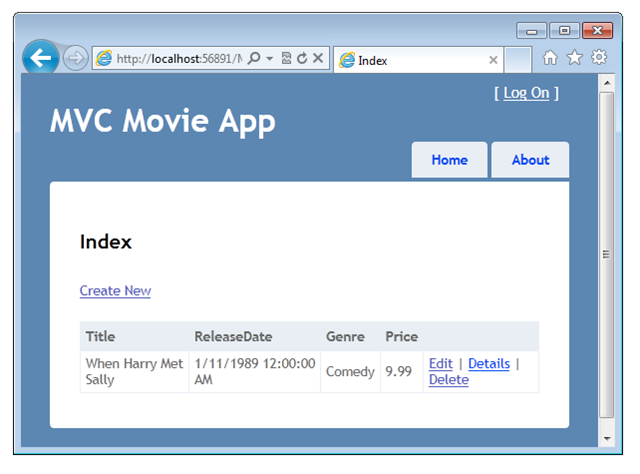 http://localhost:56891/M
Index
[ Log On ]
MVC Movie App
Home
About
Index
Create New
Title ReleaseDate Genre Price
When Harry Met Sally 1/11/1989 12:00:00 AM Comedy 9.99 Edit | Details | Delete